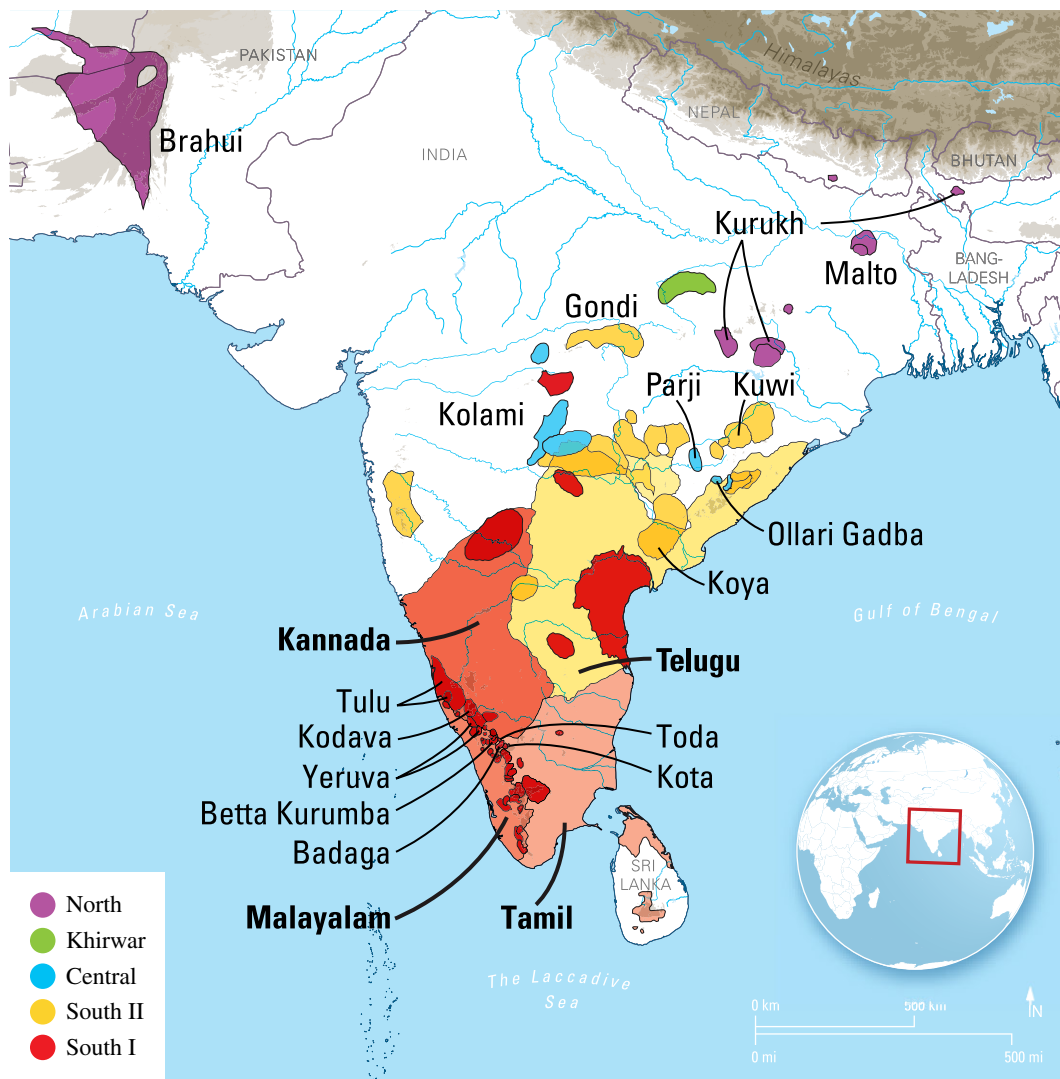 PAKISTAN
Himalayas
NEPAL
Brahui
INDIA
BHUTAN
Kurukh
Malto
BANG-
LADESH
Gondi
Parji
Kuwi
Kolami
Ollari Gadba
Koya
Arabian Sea
Gulf of Bengal
Kannada
Telugu
Tulu
Kodava
Toda
Yeruva
Kota
Betta Kurumba
Badaga
SRI
LANKA
Malayalam
Tamil
North
Khirwar
Central
South II
South I
The Laccadive
Sea
0 km
500 km
N
0 mi
500 mi